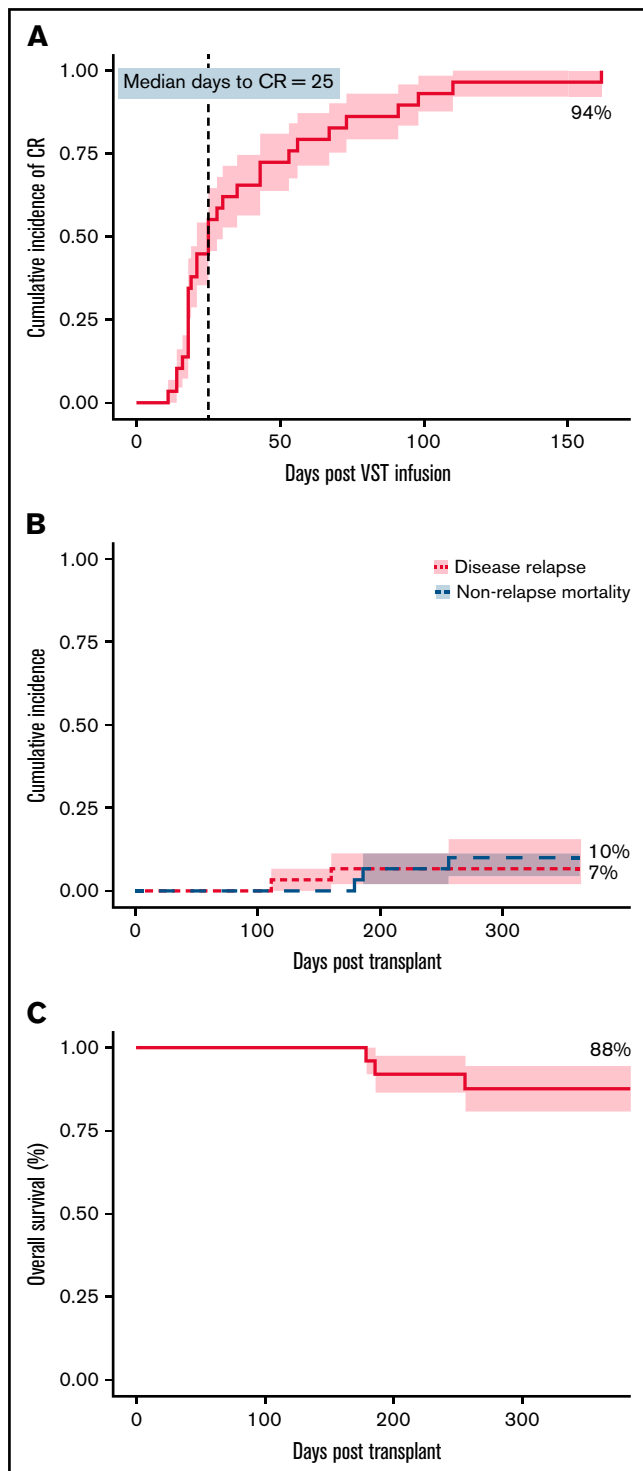 A
Median days to CR = 25
94%
Cumulative incidence of CR
1.00
0.75
0.50
0.25
0.00
0
50
100
150
Days post VST infusion
B
Disease relapse
Non-relapse mortality
10%
7%
Cumulative incidence
1.00
0.75
0.50
0.25
0.00
0
100
200
300
Days post transplant
C
88%
Overall survival (%)
1.00
0.75
0.50
0.25
0.00
0
100
200
300
Days post transplant